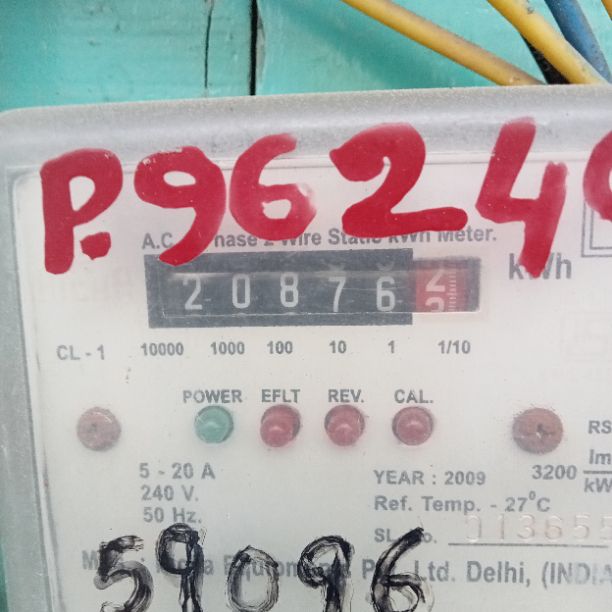 P.9624
A.C. Phase 2 Wire Static kWh Meter.
20876 kWh
CL - 1 10000 1000 100 10 1 1/10
POWER EFLT REV. CAL.
5 - 20 A
240 V.
50 Hz.
YEAR : 2009 3200
Ref. Temp. - 27°C
SL. No.
59096
Ltd. Delhi, (INDIA